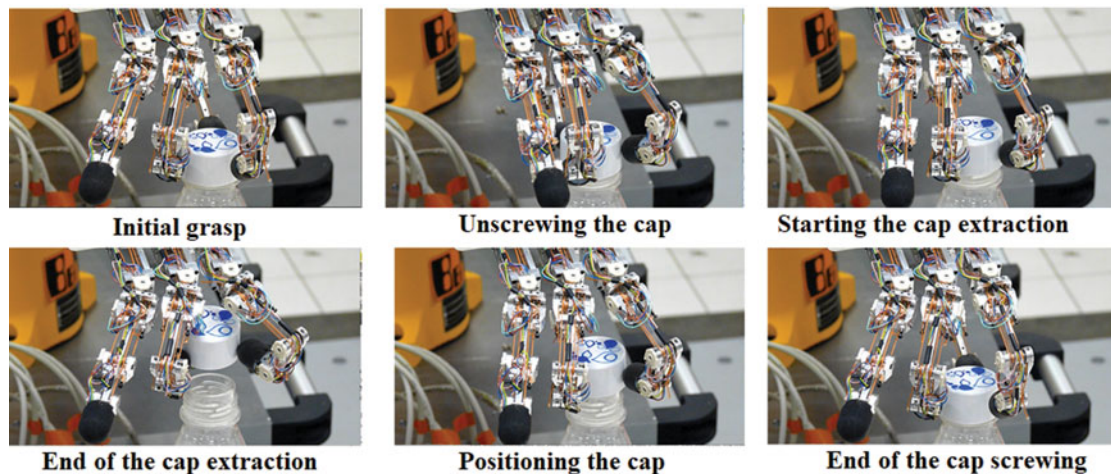 Initial grasp
Unscrewing the cap
Starting the cap extraction
End of the cap extraction
Positioning the cap
End of the cap screwing